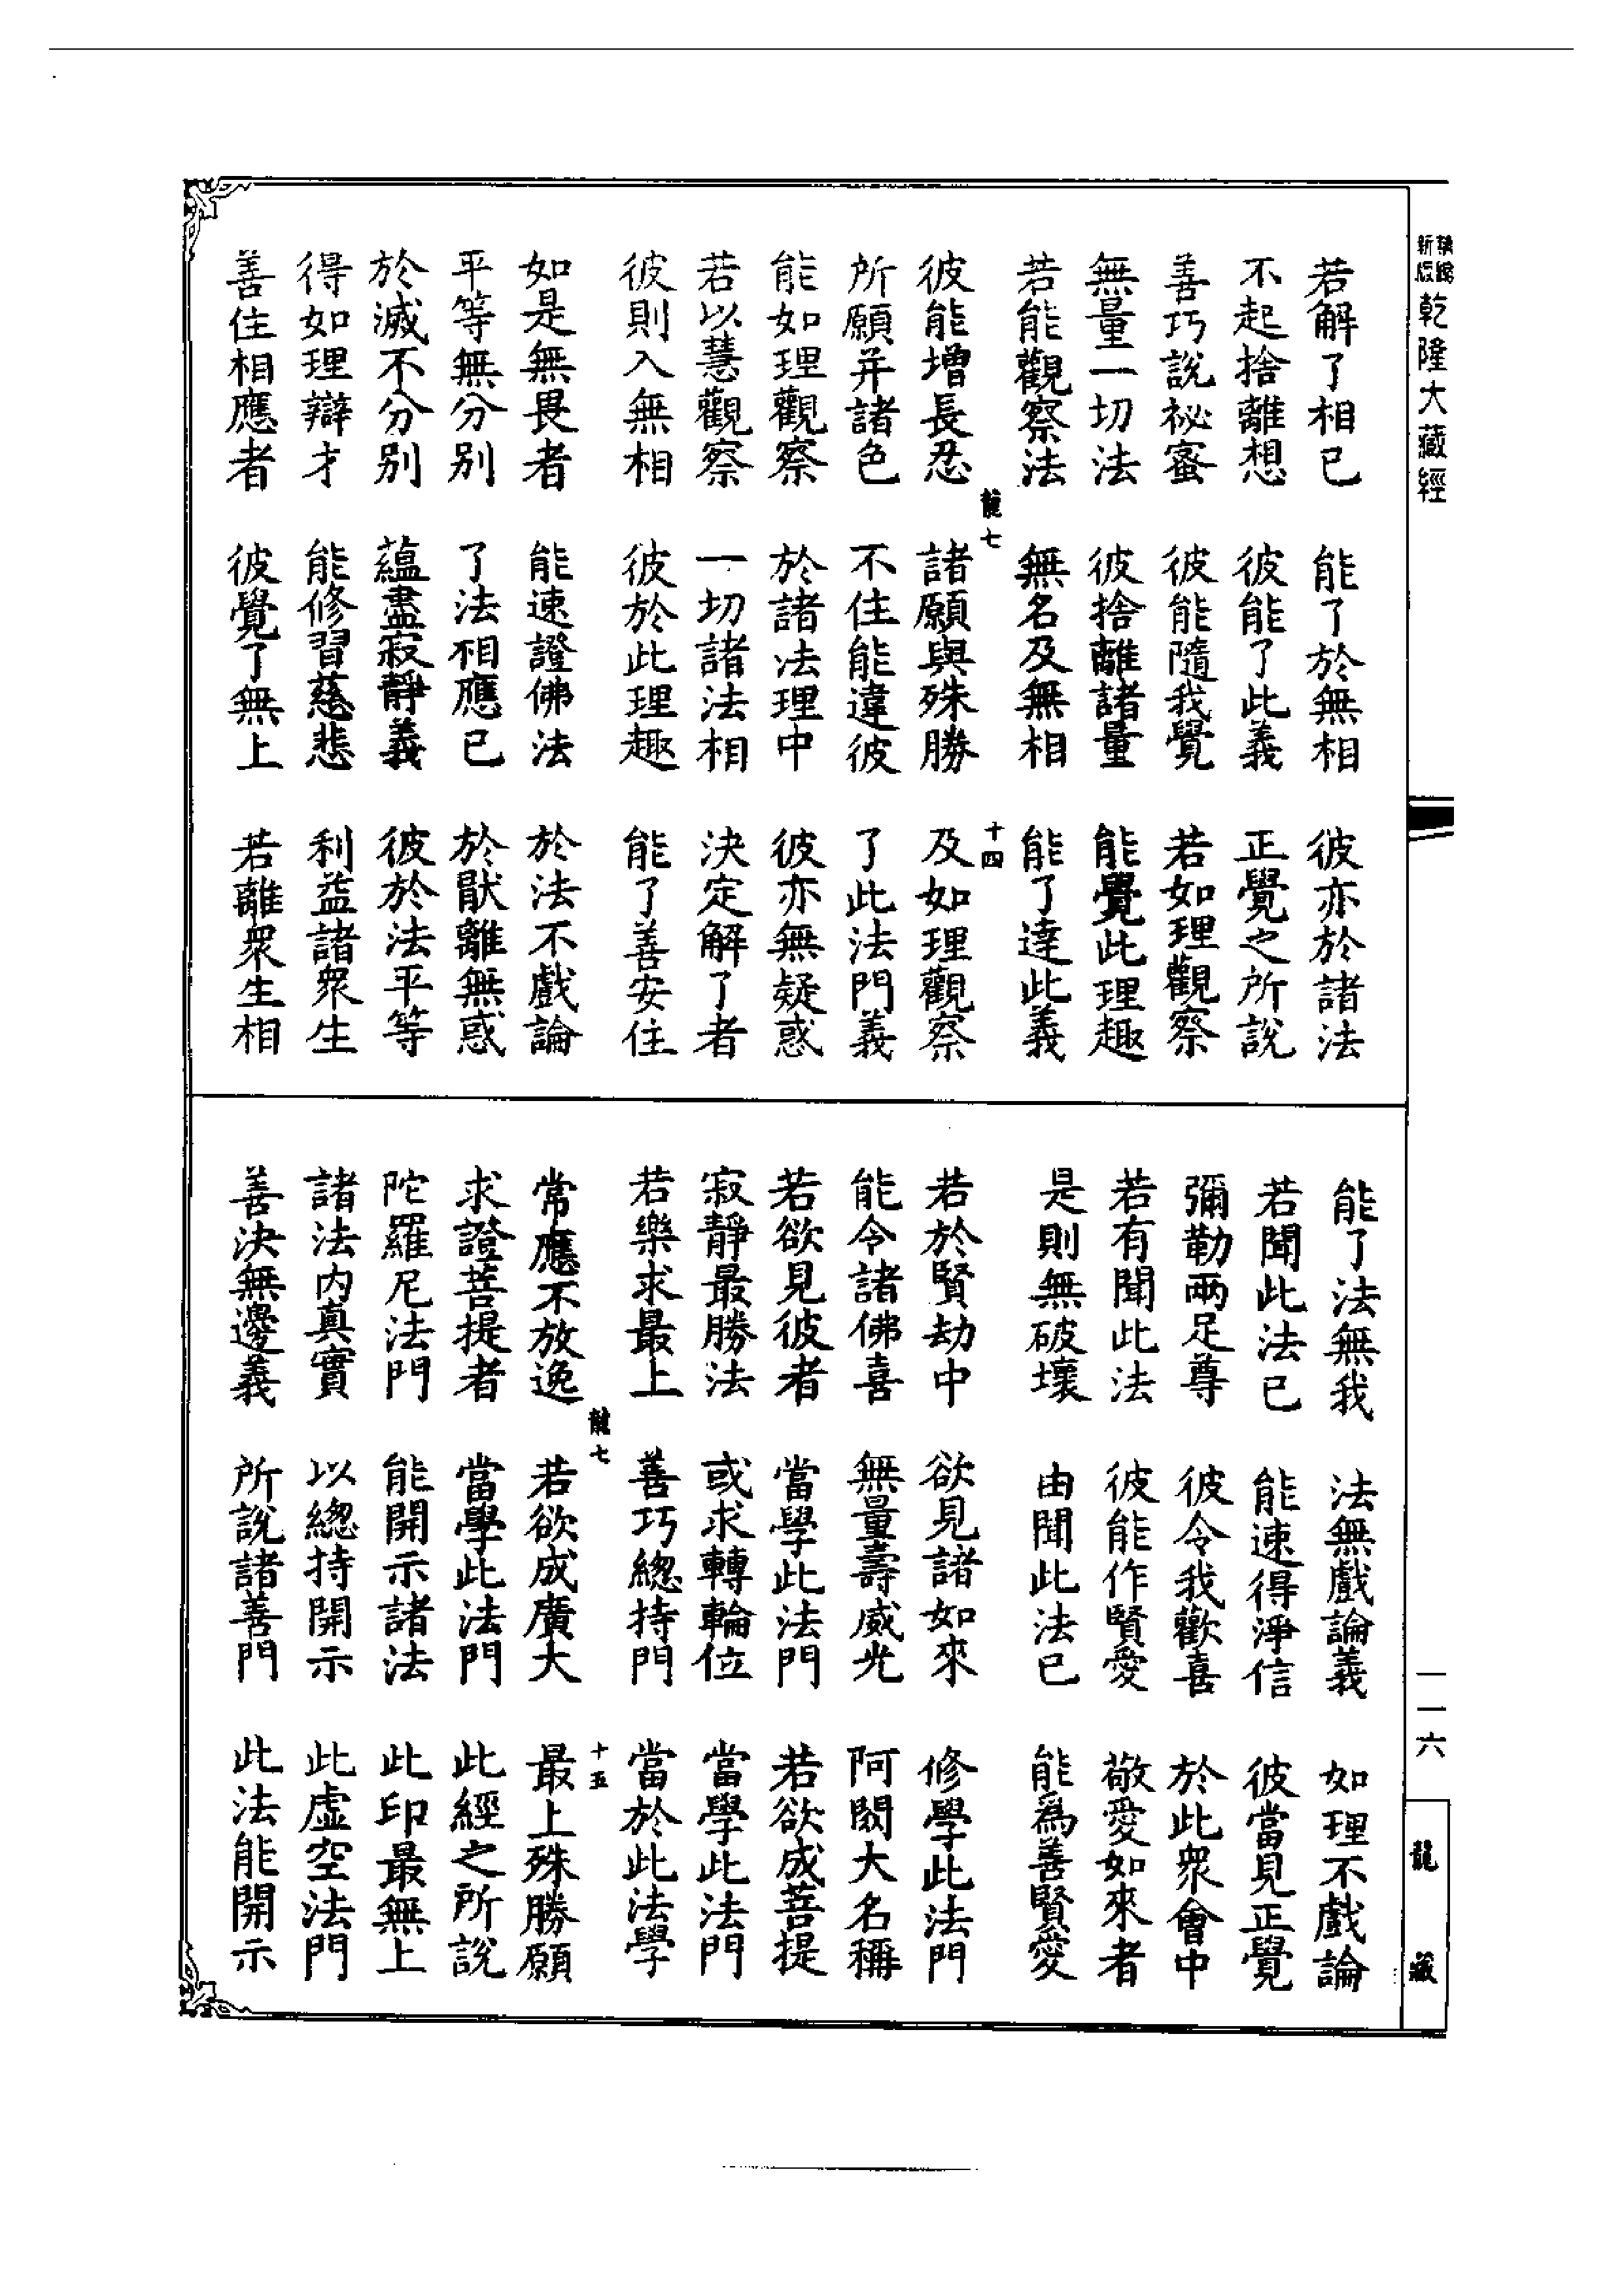 乾隆大藏經
若解了相已　能了於無相　彼亦於諸法
不起捨離想　彼能了此義　正覺之所說
善巧說祕蜜　彼能隨我覺　若如理觀察
無量一切法　彼捨離諸量　能覺此理趣
若能觀察法　無名及無相　能了達此義
龍七　十四
彼能增長忍　諸願與殊勝　及如理觀察
所願并諸色　不住能違彼　了此法門義
能如理觀察　於諸法理中　彼亦無疑惑
若以慧觀察　一切諸法相　決定解了者
彼則入無相　彼於此理趣　能了善安住
如是無畏者　能速證佛法　於法不戲論
平等無分別　了法相應已　於猒離無惑
於滅不分別　蘊盡寂靜義　彼於法平等
得如理辯才　能修習慈悲　利益諸衆生
善住相應者　彼覺了無上　若離衆生相
能了法無我　法無戲論義　如理不戲論
若聞此法已　能速得淨信　彼當見正覺
彌勒兩足尊　彼令我歡喜　於此衆會中
若有聞此法　彼能作賢愛　敬愛如來者
是則無破壞　由聞此法已　能爲善賢愛
若於賢劫中　欲見諸如來　修學此法門
能令諸佛喜　無量壽威光　阿閦大名稱
若欲見彼者　當學此法門　若欲成菩提
寂靜最勝法　或求轉輪位　當學此法門
若樂求最上　善巧總持門　當於此法學
龍七　十五
常應不放逸　若欲成廣大　最上殊勝願
求證菩提者　當學此法門　此經之所說
陀羅尼法門　能開示諸法　此印最無上
諸法內真實　以總持開示　此虛空法門
善決無邊義　所說諸善門　此法能開示
一一六
龍藏